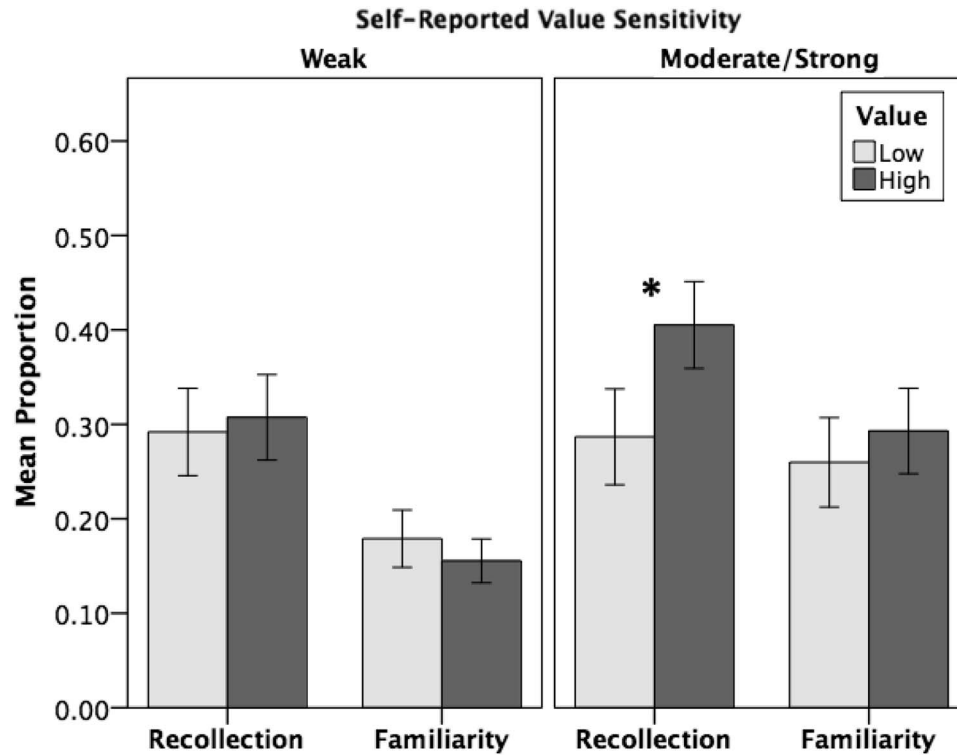 Self-Reported Value Sensitivity
Weak
Moderate/Strong
Value
Low
High
Mean Proportion
0.60
0.50
0.40
0.30
0.20
0.10
0.00
*
Recollection Familiarity
Recollection Familiarity